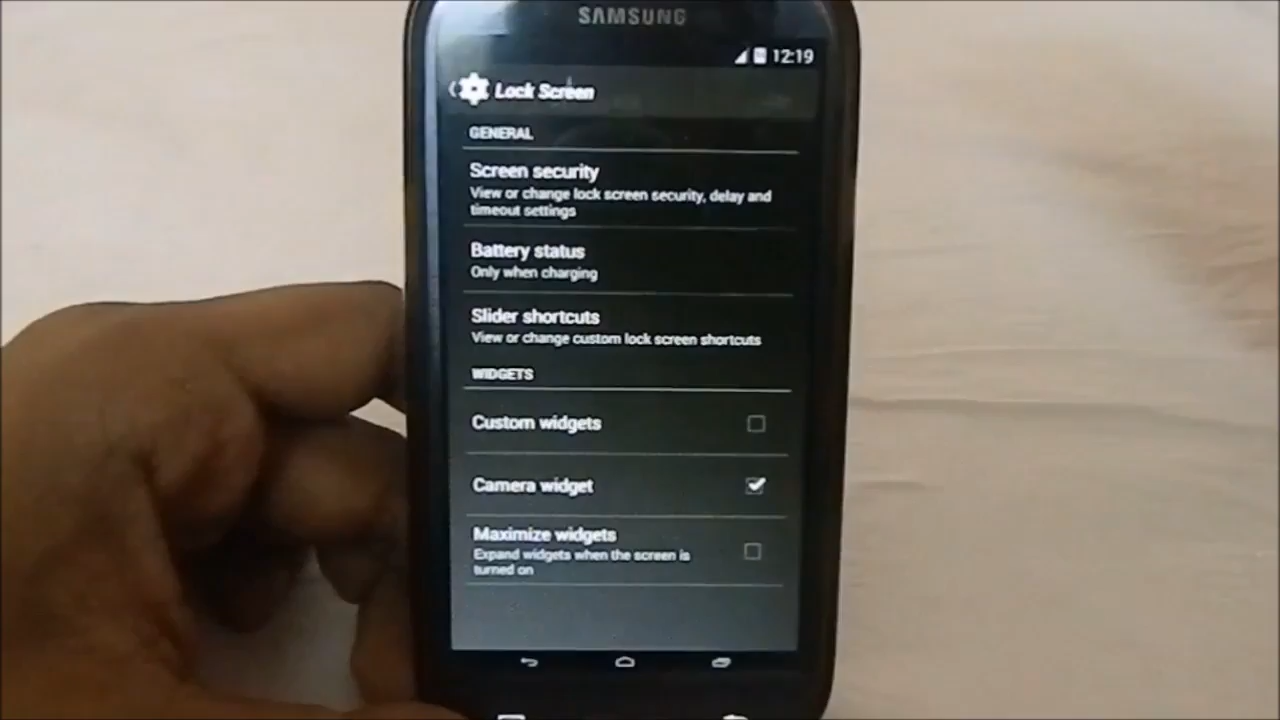 SAMSUNG
12:19
Lock Screen
GENERAL
Screen security
View or change lock screen security, delay and
timeout settings
Battery status
Only when charging
Slider shortcuts
View or change custom lock screen shortcuts
WIDGETS
Custom widgets
Camera widget
Maximize widgets
Expand widgets when the screen is
turned on